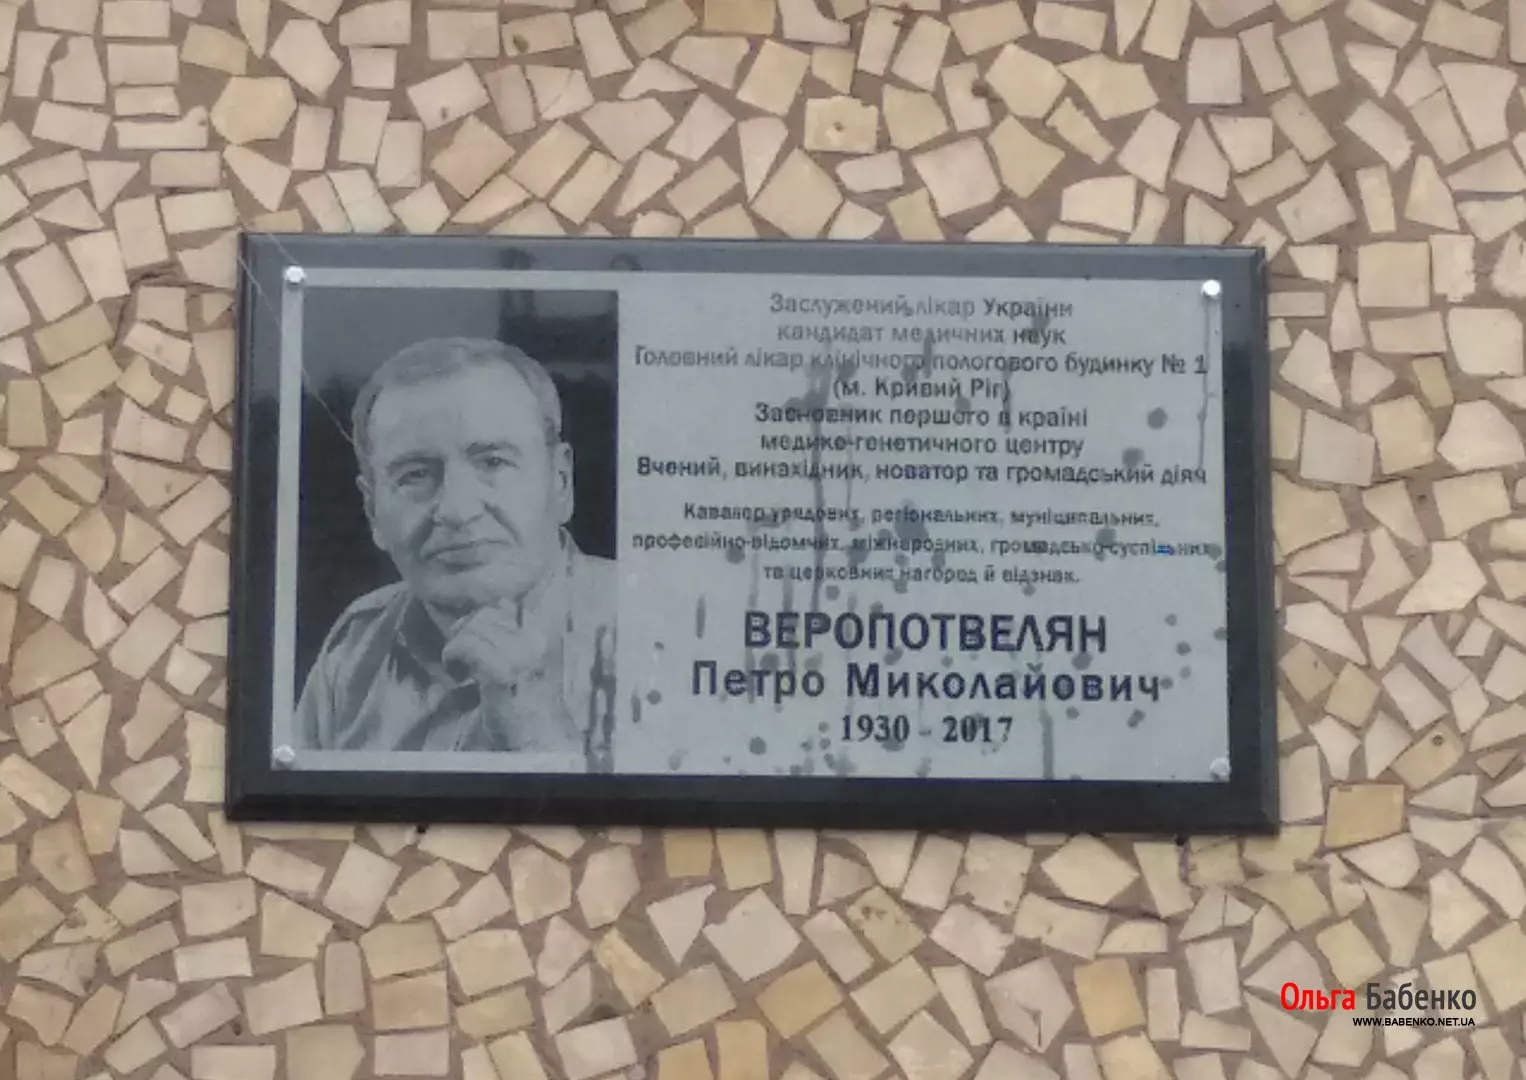 Заслужений лікар України
кандидат медичних наук
Головний лікар клінічного пологового будинку № 1
(м. Кривий Ріг)
Засновник першого в країні
медико-генетичного центру
Вчений, винахідник, новатор та громадський діяч
Кавалер урядових, регіональних, муніципальних,
професійно-відомчих, міжнародних, громадсько-суспільних
та церковних нагород й відзнак.
ВЕРОПОТВЕЛЯН
Петро Миколайович
1930 - 2017
Ольга Бабенко
WWW.BABENKO.NET.UA